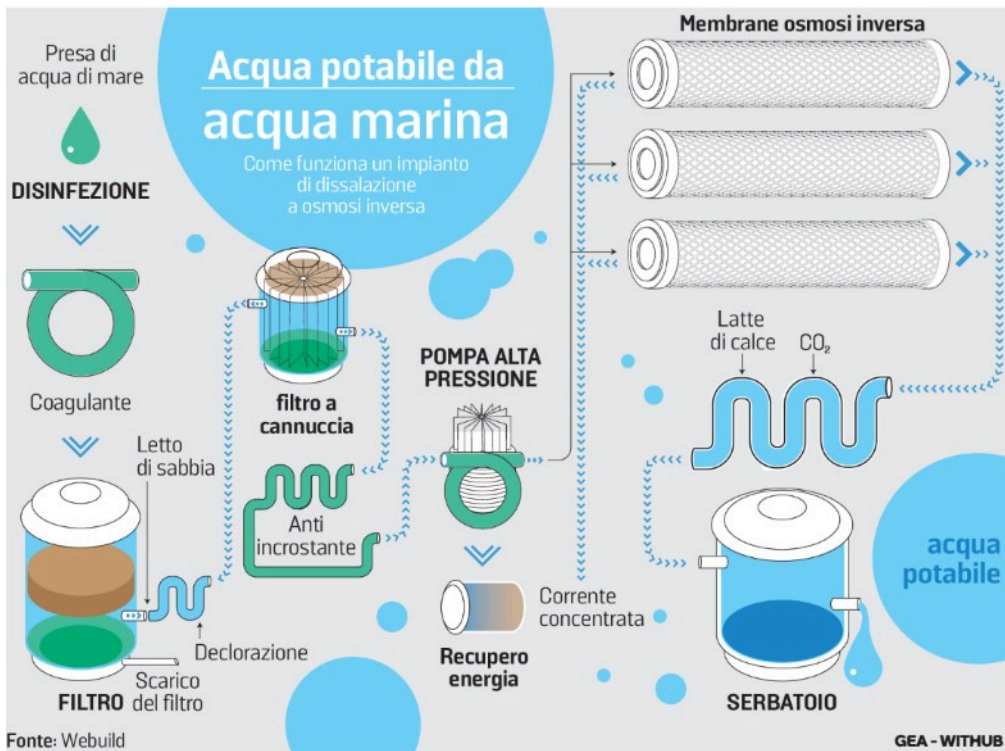 Acqua potabile da
acqua marina
Come funziona un impianto
di dissalazione
a osmosi inversa
Presa di
acqua di mare
DISINFEZIONE
Coagulante
Letto
di sabbia
FILTRO
Scarico
del filtro
Declorazione
filtro a
cannuccia
Anti
incrostante
POMPA ALTA
PRESSIONE
Recupero
energia
Corrente
concentrata
Membrane osmosi inversa
Latte
di calce
CO₂
SERBATOIO
acqua
potabile
Fonte: Webuild
GEA - WITHUB